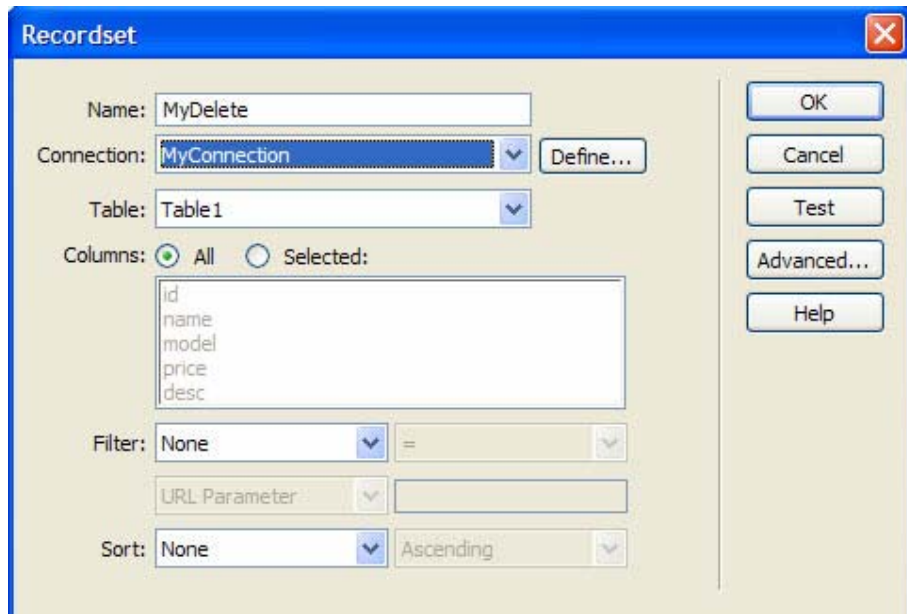 Recordset
Name: MyDelete
OK
Connection: MyConnection Define...
Cancel
Table: Table1
Test
Columns: All Selected:
Advanced...
id
name
Help
model
price
desc
Filter: None =
URL Parameter
Sort: None Ascending